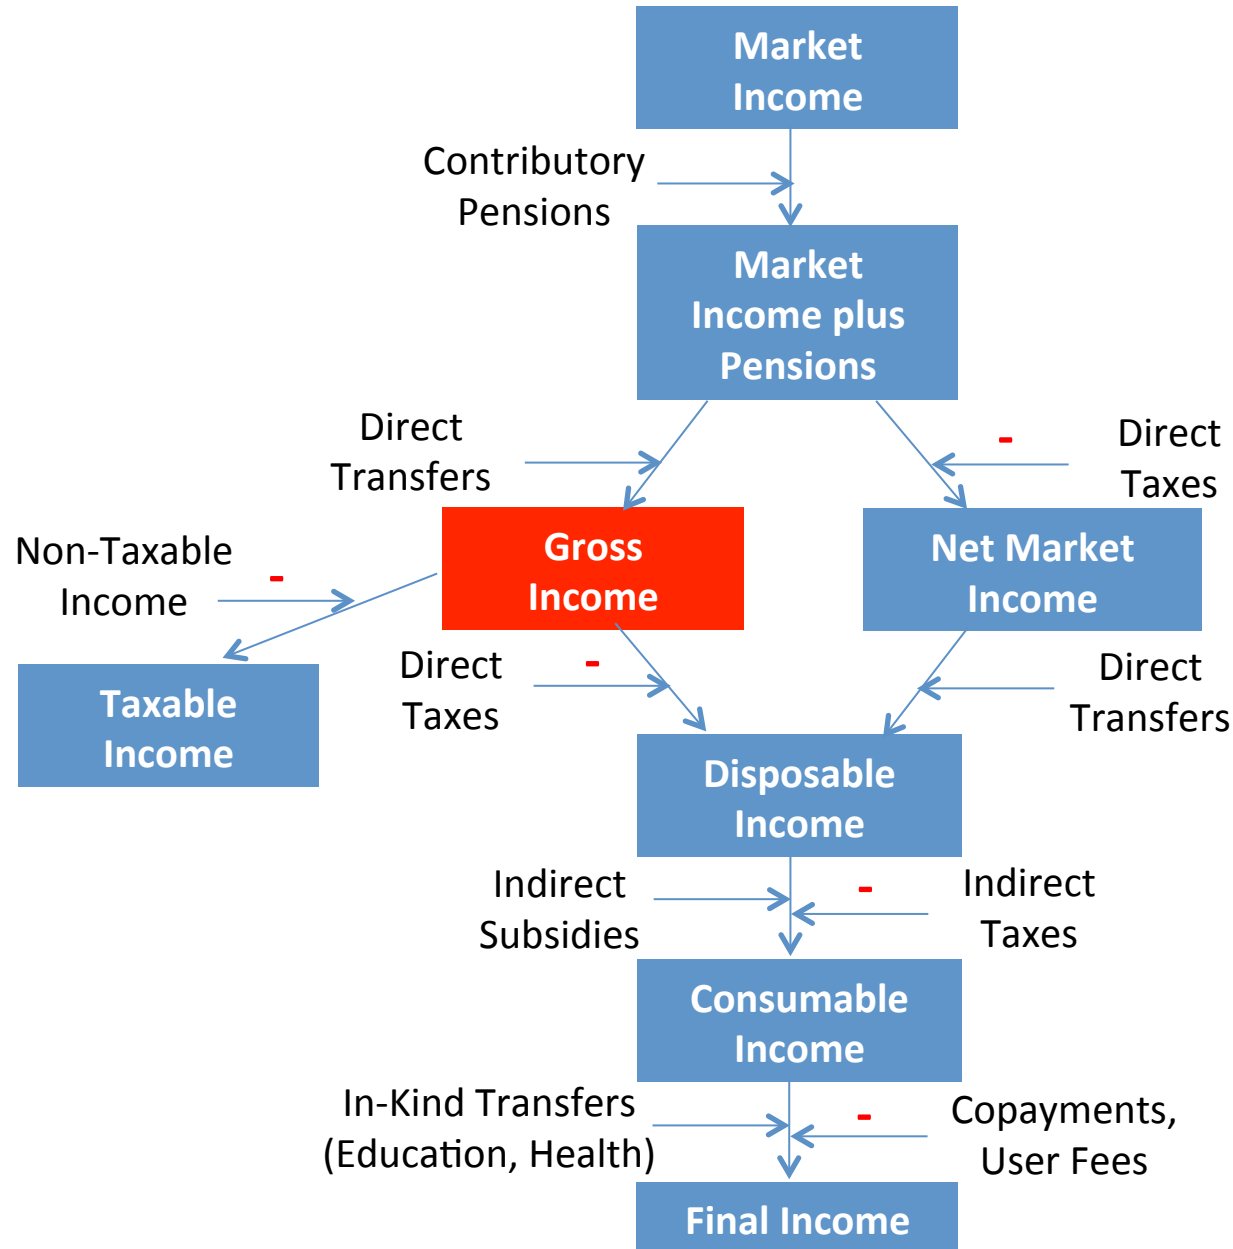 Market
Income
Contributory
Pensions
Market
Income plus
Pensions
Direct
Transfers
-
Direct
Taxes
Non-Taxable
Income
-
Gross
Income
Net Market
Income
Taxable
Income
Direct
Taxes
-
Direct
Transfers
Disposable
Income
Indirect
Subsidies
-
Indirect
Taxes
Consumable
Income
In-Kind Transfers
(Education, Health)
-
Copayments,
User Fees
Final Income